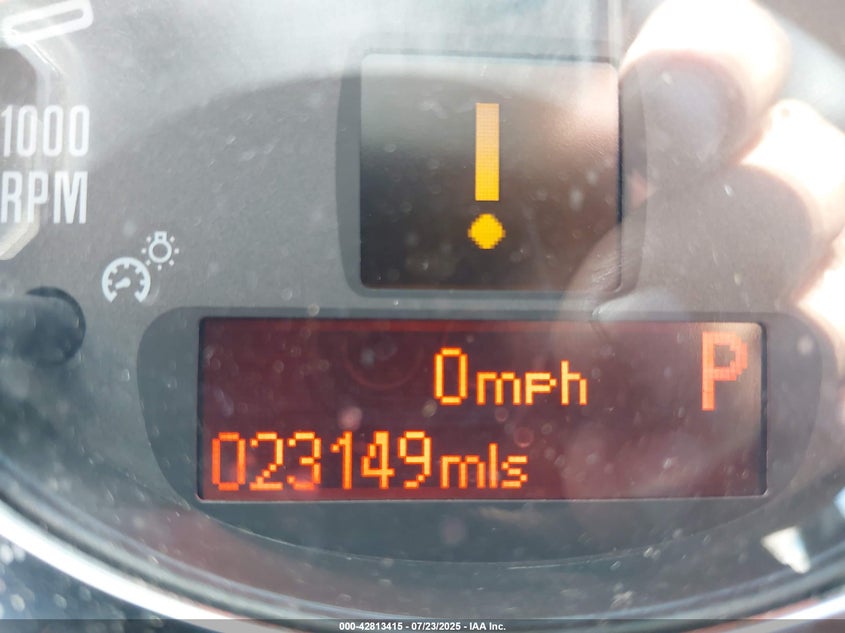 1000
RPM
!
0mph P
023149mls
000-42813415 - 07/23/2025 - IAA Inc.